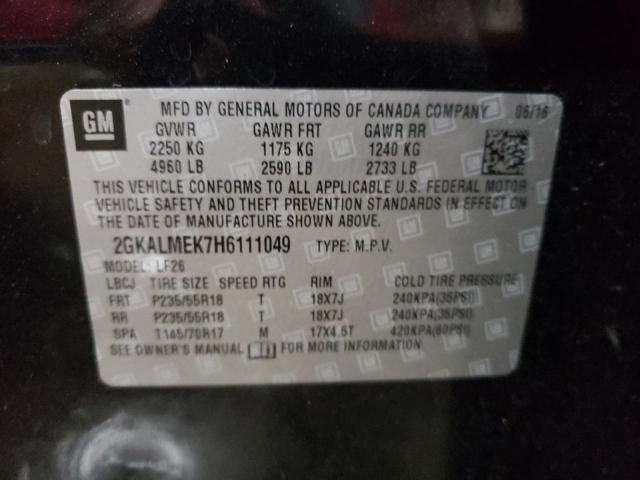 GM MFD BY GENERAL MOTORS OF CANADA COMPANY 06/16
GVWR GAWR FRT GAWR RR
2250 KG 1175 KG 1240 KG
4960 LB 2590 LB 2733 LB
THIS VEHICLE CONFORMS TO ALL APPLICABLE U.S. FEDERAL MOTOR
VEHICLE SAFETY AND THEFT PREVENTION STANDARDS IN EFFECT ON
THE DATE OF MANUFACTURE SHOWN ABOVE.
2GKALMEK7H6111049 TYPE: M.P.V.
MODEL: LF26
LBCJ TIRE SIZE SPEED RTG RIM COLD TIRE PRESSURE
FRT P235/55R18 T 18X7J 240KPA(35PSI)
RR P235/55R18 T 18X7J 240KPA(35PSI)
SPA T145/70R17 M 17X4.5T 420KPA(60PSI)
SEE OWNER'S MANUAL FOR MORE INFORMATION